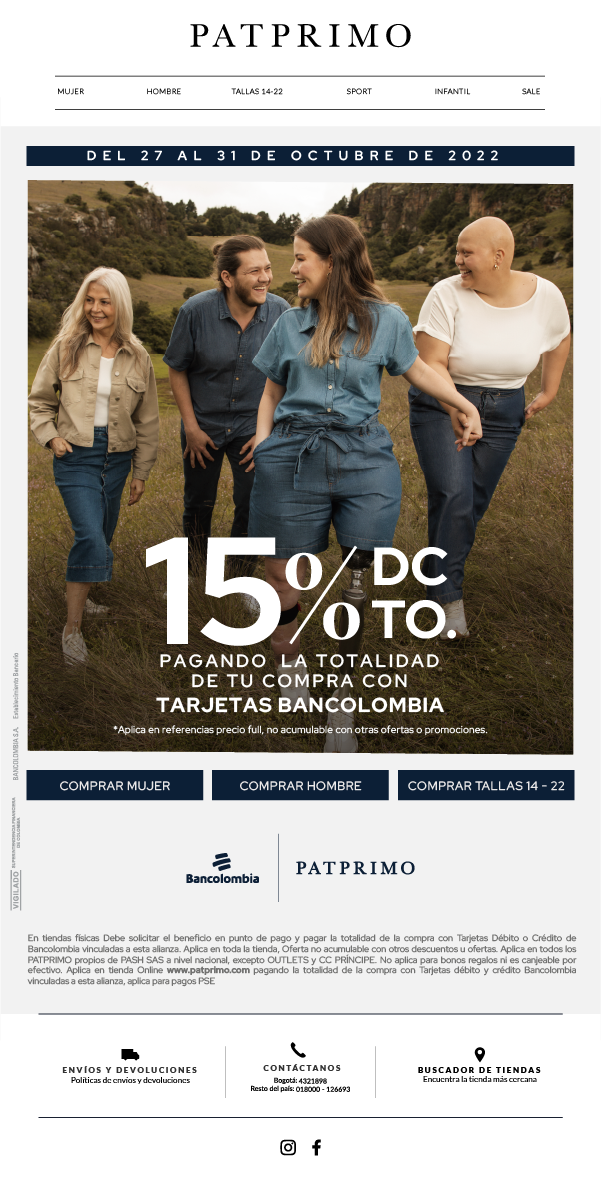 PATPRIMO
MUJER HOMBRE TALLAS 14-22 SPORT INFANTIL SALE
DEL 27 AL 31 DE OCTUBRE DE 2022
15% DC
TO.
PAGANDO LA TOTALIDAD
DE TU COMPRA CON
TARJETAS BANCOLOMBIA
*Aplica en referencias precio full, no acumulable con otras ofertas o promociones.
VIGILADO SUPERINTENDENCIA FINANCIERA
DE COLOMBIA
BANCOLOMBIA S.A. Establecimiento Bancario
COMPRAR MUJER COMPRAR HOMBRE COMPRAR TALLAS 14 - 22
Bancolombia PATPRIMO
En tiendas físicas Debe solicitar el beneficio en punto de pago y pagar la totalidad de la compra con Tarjetas Débito o Crédito de
Bancolombia vinculadas a esta alianza. Aplica en toda la tienda, Oferta no acumulable con otros descuentos u ofertas. Aplica en todos los
PATPRIMO propios de PASH SAS a nivel nacional, excepto OUTLETS y CC PRÍNCIPE. No aplica para bonos regalos ni es canjeable por
efectivo. Aplica en tienda Online www.patprimo.com pagando la totalidad de la compra con Tarjetas débito y crédito Bancolombia
vinculadas a esta alianza, aplica para pagos PSE
ENVÍOS Y DEVOLUCIONES
Políticas de envíos y devoluciones
CONTÁCTANOS
Bogotá: 4321898
Resto del país: 018000 - 126693
BUSCADOR DE TIENDAS
Encuentra la tienda más cercana